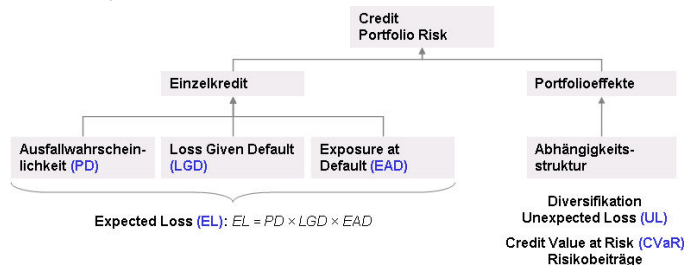 Credit
Portfolio Risk
Einzelkredit
Portfolioeffekte
Ausfallwahrschein-
lichkeit (PD)
Loss Given Default
(LGD)
Exposure at
Default (EAD)
Abhängigkeits-
struktur
Expected Loss (EL): EL = PD × LGD × EAD
Diversifikation
Unexpected Loss (UL)
Credit Value at Risk (CVaR)
Risikobeiträge